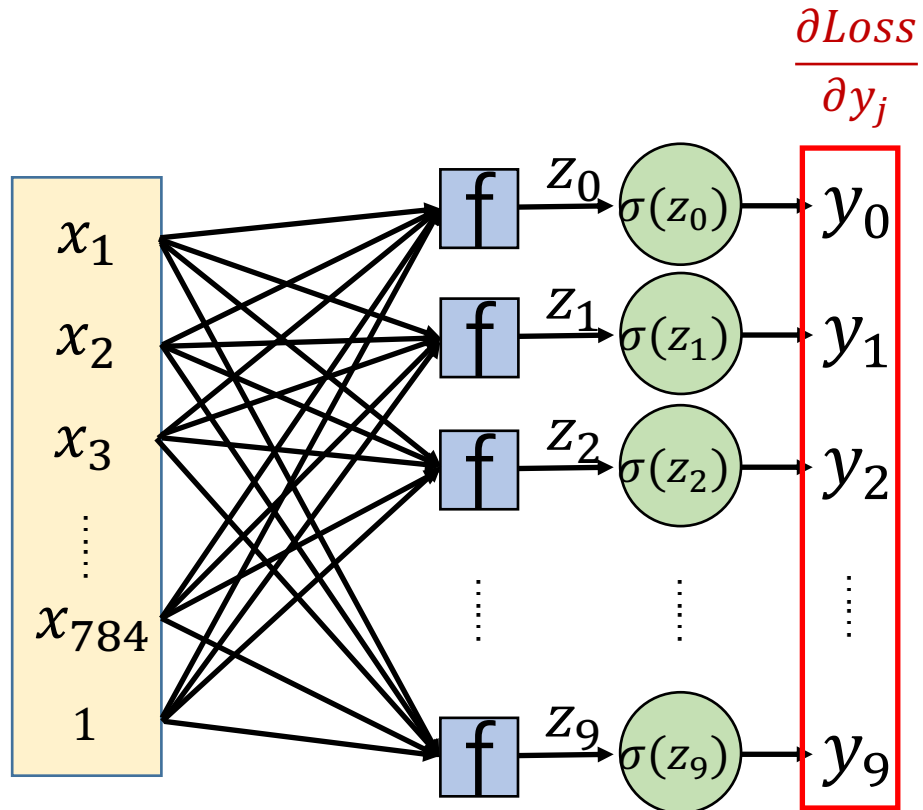 ∂Loss
∂y_j
x_1
x_2
x_3
......
x_784
1
f z_0 σ(z_0) y_0
f z_1 σ(z_1) y_1
f z_2 σ(z_2) y_2
...... ...... ......
f z_9 σ(z_9) y_9